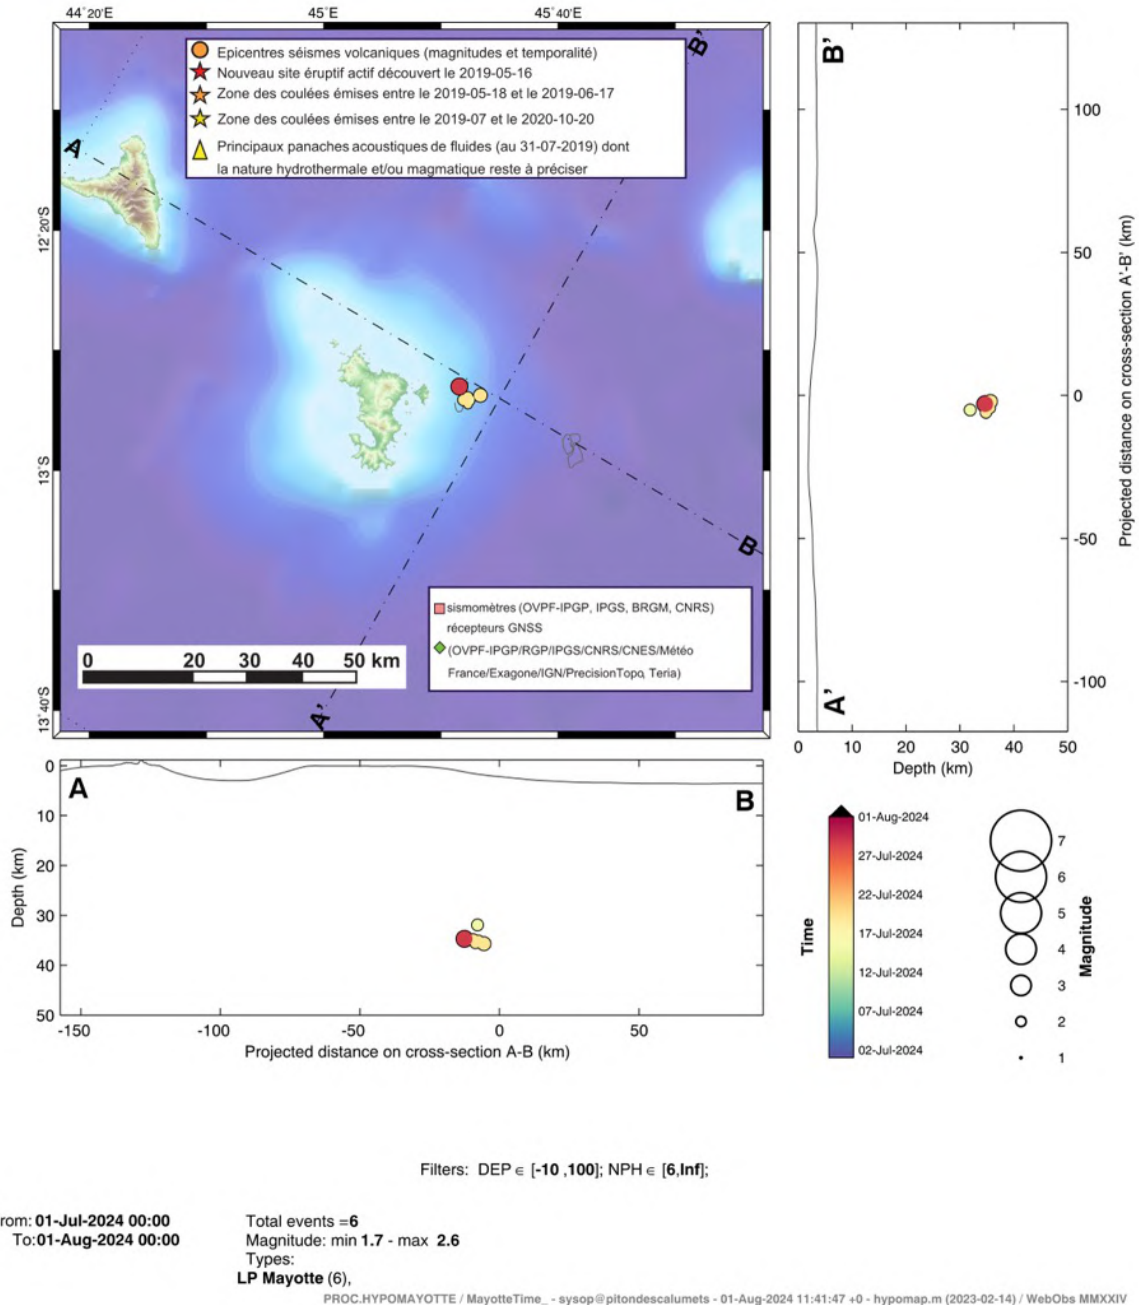 44˚20'E
45˚E
45˚40'E
B'
A
Epicentres séismes volcaniques (magnitudes et temporalité)
Nouveau site éruptif actif découvert le 2019-05-16
Zone des coulées émises entre le 2019-05-18 et le 2019-06-17
Zone des coulées émises entre le 2019-07 et le 2020-10-20
Principaux panaches acoustiques de fluides (au 31-07-2019) dont
la nature hydrothermale et/ou magmatique reste à préciser
12˚20'S
13˚S
13˚40'S
B
A'
sismomètres (OVPF-IPGP, IPGS, BRGM, CNRS)
récepteurs GNSS
(OVPF-IPGP/RGP/IPGS/CNRS/CNES/Météo
France/Exagone/IGN/PrecisionTopo, Teria)
0 20 30 40 50 km
B'
A'
100
50
0
-50
-100
Projected distance on cross-section A'-B' (km)
0 10 20 30 40 50
Depth (km)
A
B
0
10
20
30
40
50
Depth (km)
-150 -100 -50 0 50
Projected distance on cross-section A-B (km)
Time
01-Aug-2024
27-Jul-2024
22-Jul-2024
17-Jul-2024
12-Jul-2024
07-Jul-2024
02-Jul-2024
7
6
5
4
3
2
1
Magnitude
Filters: DEP ∈ [-10 ,100]; NPH ∈ [6,Inf];
rom: 01-Jul-2024 00:00
To:01-Aug-2024 00:00
Total events =6
Magnitude: min 1.7 - max 2.6
Types:
LP Mayotte (6),
PROC.HYPOMAYOTTE / MayotteTime_ - sysop@pitondescalumets - 01-Aug-2024 11:41:47 +0 - hypomap.m (2023-02-14) / WebObs MMXXIV